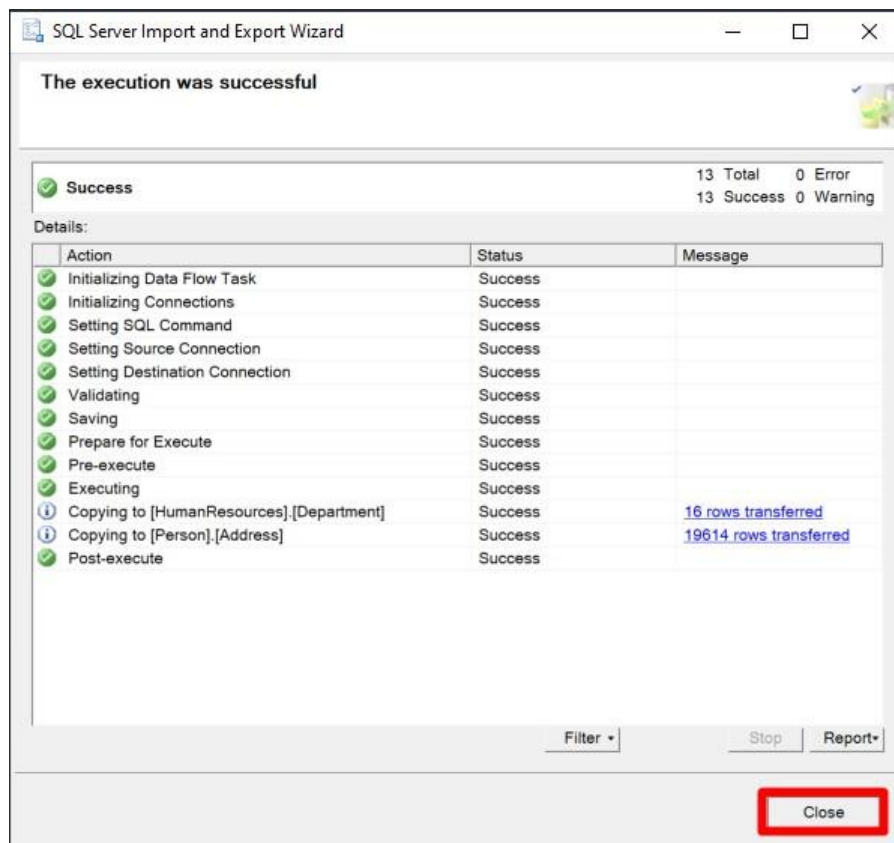 SQL Server Import and Export Wizard
The execution was successful
Success
13 Total 0 Error
13 Success 0 Warning
Details:
Action Status Message
Initializing Data Flow Task Success
Initializing Connections Success
Setting SQL Command Success
Setting Source Connection Success
Setting Destination Connection Success
Validating Success
Saving Success
Prepare for Execute Success
Pre-execute Success
Executing Success
Copying to [HumanResources].[Department] Success 16 rows transferred
Copying to [Person].[Address] Success 19614 rows transferred
Post-execute Success
Filter Stop Report
Close